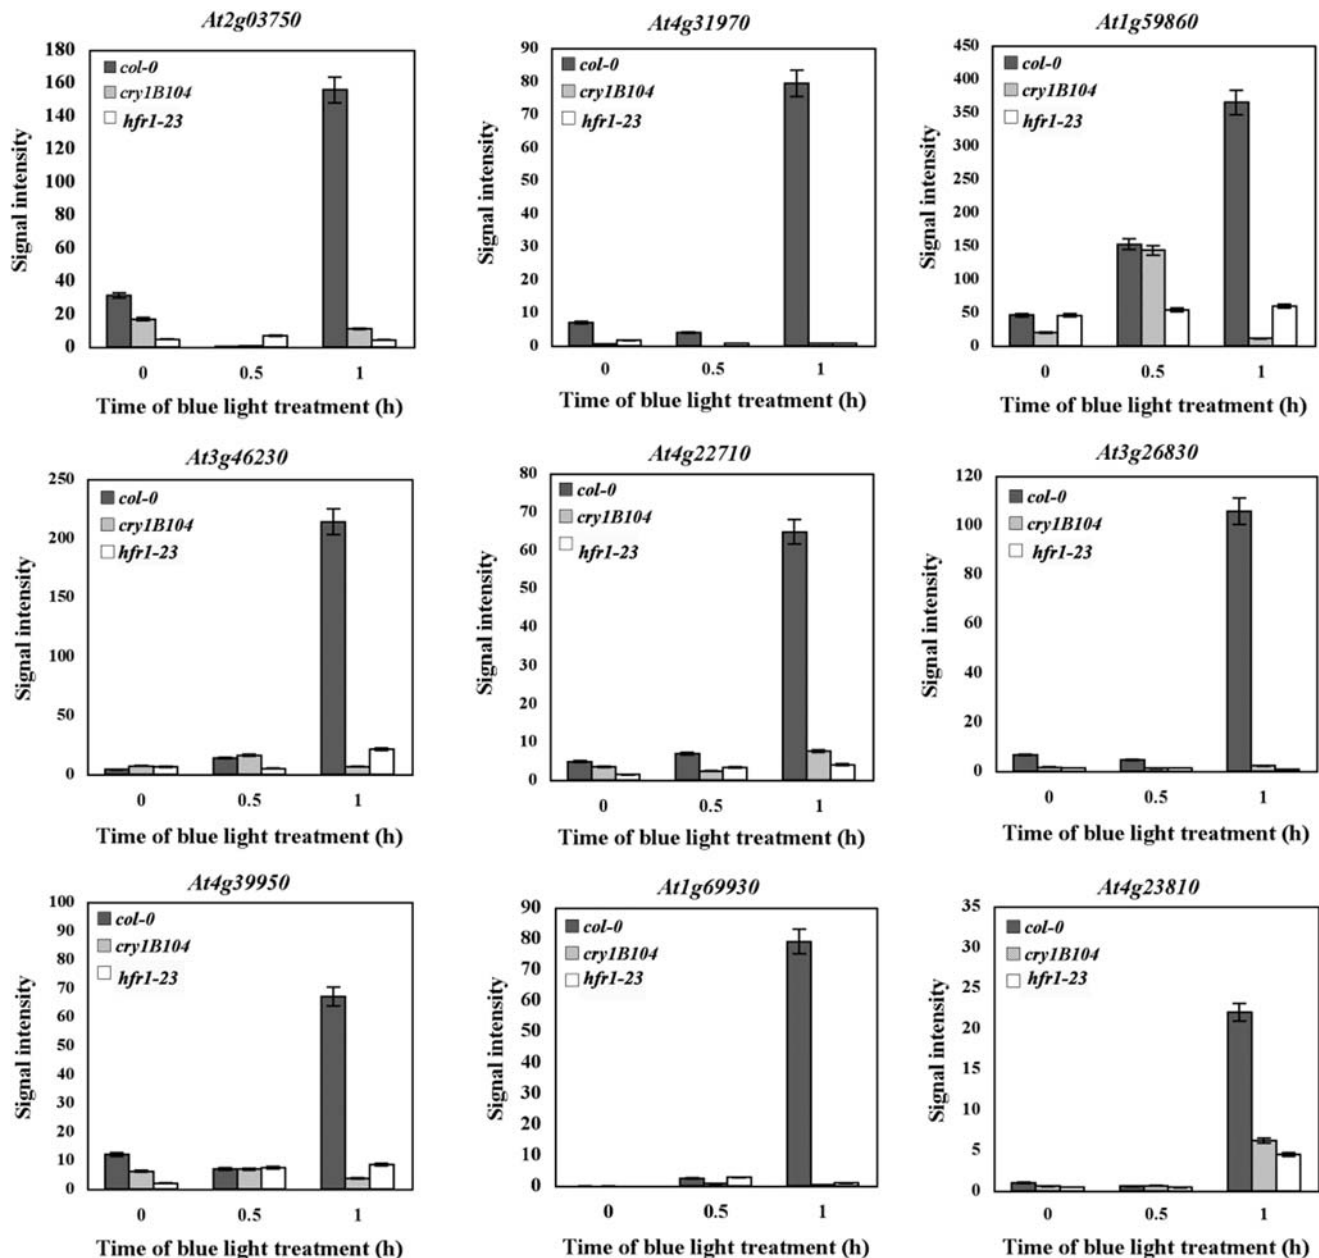 At2g03750
180
160
140
120
100
80
60
40
20
0
Signal intensity
col-0
cry1B104
hfr1-23
0 0.5 1
Time of blue light treatment (h)
At4g31970
90
80
70
60
50
40
30
20
10
0
Signal intensity
col-0
cry1B104
hfr1-23
0 0.5 1
Time of blue light treatment (h)
At1g59860
450
400
350
300
250
200
150
100
50
0
Signal intensity
col-0
cry1B104
hfr1-23
0 0.5 1
Time of blue light treatment (h)
At3g46230
250
200
150
100
50
0
Signal intensity
col-0
cry1B104
hfr1-23
0 0.5 1
Time of blue light treatment (h)
At4g22710
80
70
60
50
40
30
20
10
0
Signal intensity
col-0
cry1B104
hfr1-23
0 0.5 1
Time of blue light treatment (h)
At3g26830
120
100
80
60
40
20
0
Signal intensity
col-0
cry1B104
hfr1-23
0 0.5 1
Time of blue light treatment (h)
At4g39950
100
90
80
70
60
50
40
30
20
10
0
Signal intensity
col-0
cry1B104
hfr1-23
0 0.5 1
Time of blue light treatment (h)
At1g69930
90
80
70
60
50
40
30
20
10
0
Signal intensity
col-0
cry1B104
hfr1-23
0 0.5 1
Time of blue light treatment (h)
At4g23810
35
30
25
20
15
10
5
0
Signal intensity
col-0
cry1B104
hfr1-23
0 0.5 1
Time of blue light treatment (h)